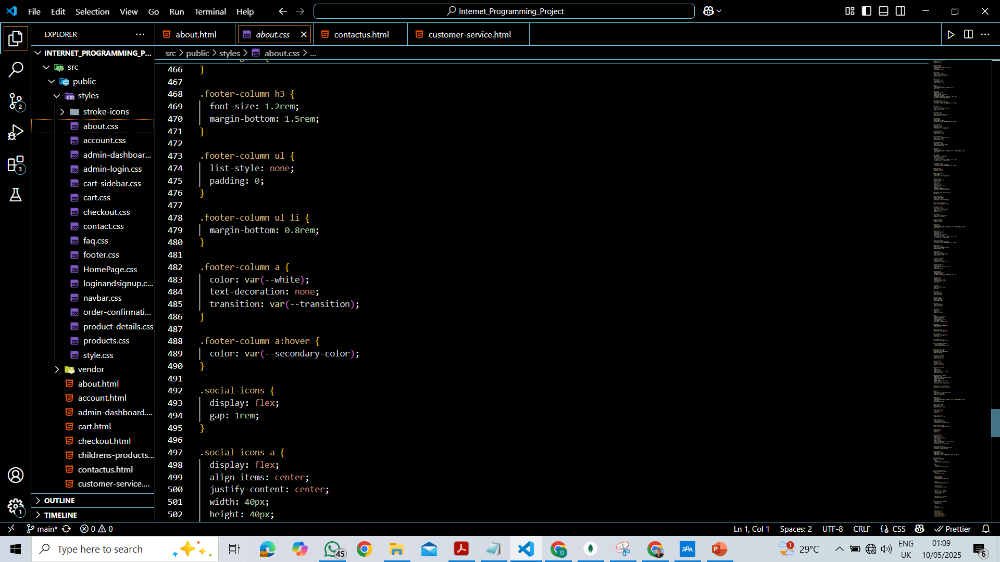 File Edit Selection View Go Run Terminal Help
Internet_Programming_Project
EXPLORER
about.html
about.css
contactus.html
customer-service.html
src > public > styles > about.css > ...
INTERNET_PROGRAMMING_P...
src
public
styles
stroke-icons
about.css
account.css
admin-dashboar...
admin-login.css
cart-sidebar.css
cart.css
checkout.css
contact.css
faq.css
footer.css
HomePage.css
loginandsignup.c...
navbar.css
order-confirmati...
product-details.css
products.css
style.css
vendor
about.html
account.html
admin-dashboard....
cart.html
checkout.html
childrens-products...
contactus.html
customer-service....
OUTLINE
TIMELINE
2
3
1
466 }
467
468 .footer-column h3 {
469 font-size: 1.2rem;
470 margin-bottom: 1.5rem;
471 }
472
473 .footer-column ul {
474 list-style: none;
475 padding: 0;
476 }
477
478 .footer-column ul li {
479 margin-bottom: 0.8rem;
480 }
481
482 .footer-column a {
483 color: var(--white);
484 text-decoration: none;
485 transition: var(--transition);
486 }
487
488 .footer-column a:hover {
489 color: var(--secondary-color);
490 }
491
492 .social-icons {
493 display: flex;
494 gap: 1rem;
495 }
496
497 .social-icons a {
498 display: flex;
499 align-items: center;
500 justify-content: center;
501 width: 40px;
502 height: 40px;
main* 0 0
Ln 1, Col 1 Spaces: 2 UTF-8 CRLF {} CSS Prettier
Type here to search
45
1
29°C
ENG
UK
01:09
10/05/2025
6